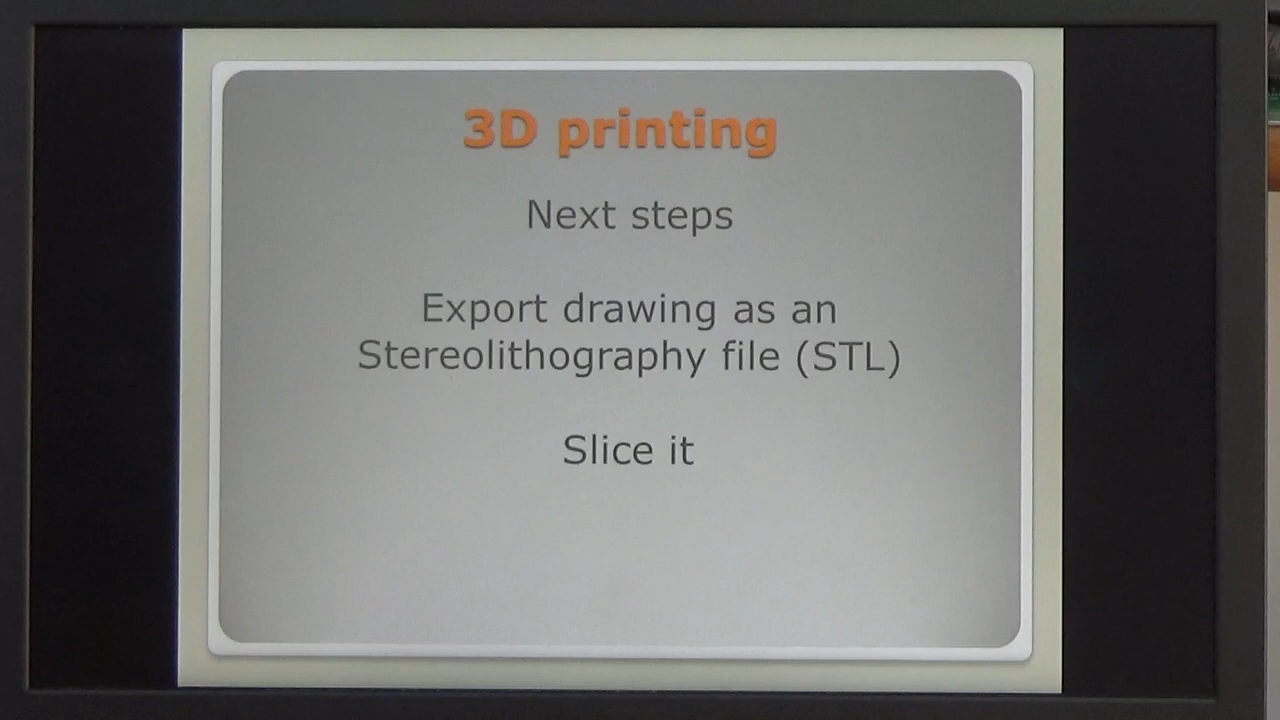 3D printing
Next steps
Export drawing as an
Stereolithography file (STL)
Slice it